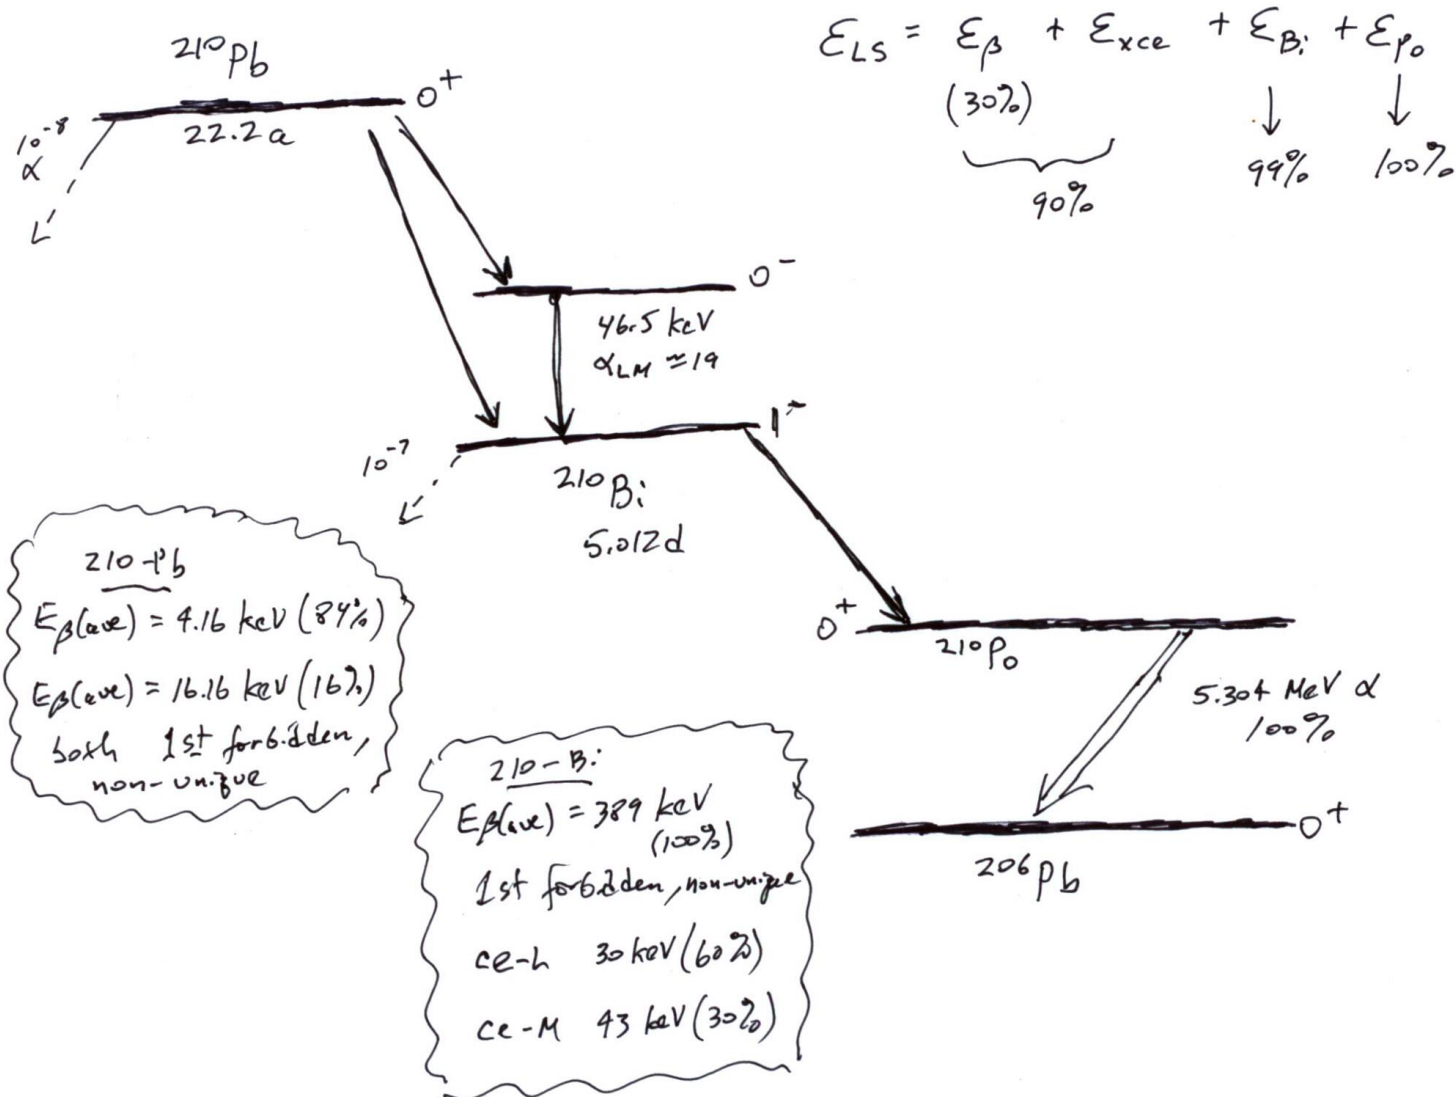 ε_LS = ε_β + ε_xce + ε_Bi + ε_Po
(30%)
90%
99%
100%
²¹⁰Pb
0⁺
22.2a
10⁻⁸
α
0⁻
46.5 keV
α_LM ≈ 19
1⁻
10⁻⁷
²¹⁰Bi
5.012d
210-Pb
E_β(ave) = 4.16 keV (84%)
E_β(ave) = 16.16 keV (16%)
both 1st forbidden,
non-unique
0⁺
²¹⁰Po
5.304 MeV α
100%
0⁺
²⁰⁶Pb
210-Bi
E_β(ave) = 389 keV
(100%)
1st forbidden, non-unique
ce-L 30 keV (60%)
ce-M 43 keV (30%)